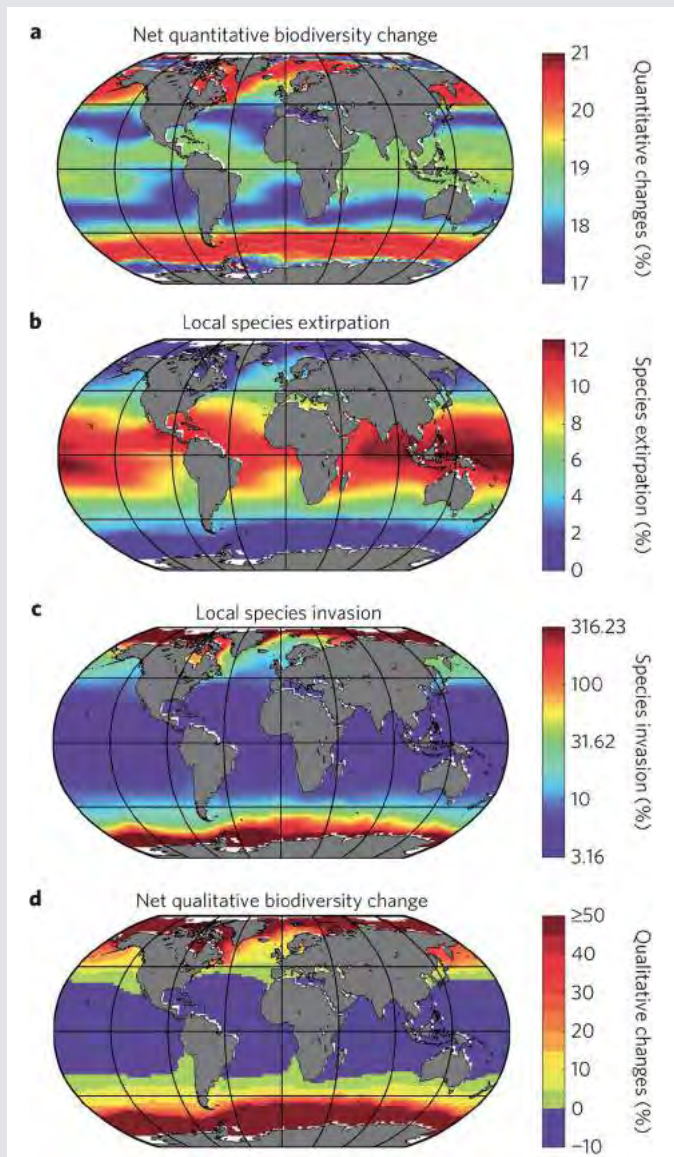 a
Net quantitative biodiversity change
21
20
19
18
17
Quantitative changes (%)
b
Local species extirpation
12
10
8
6
4
2
0
Species extirpation (%)
c
Local species invasion
316.23
100
31.62
10
3.16
Species invasion (%)
d
Net qualitative biodiversity change
≥50
40
30
20
10
0
−10
Qualitative changes (%)